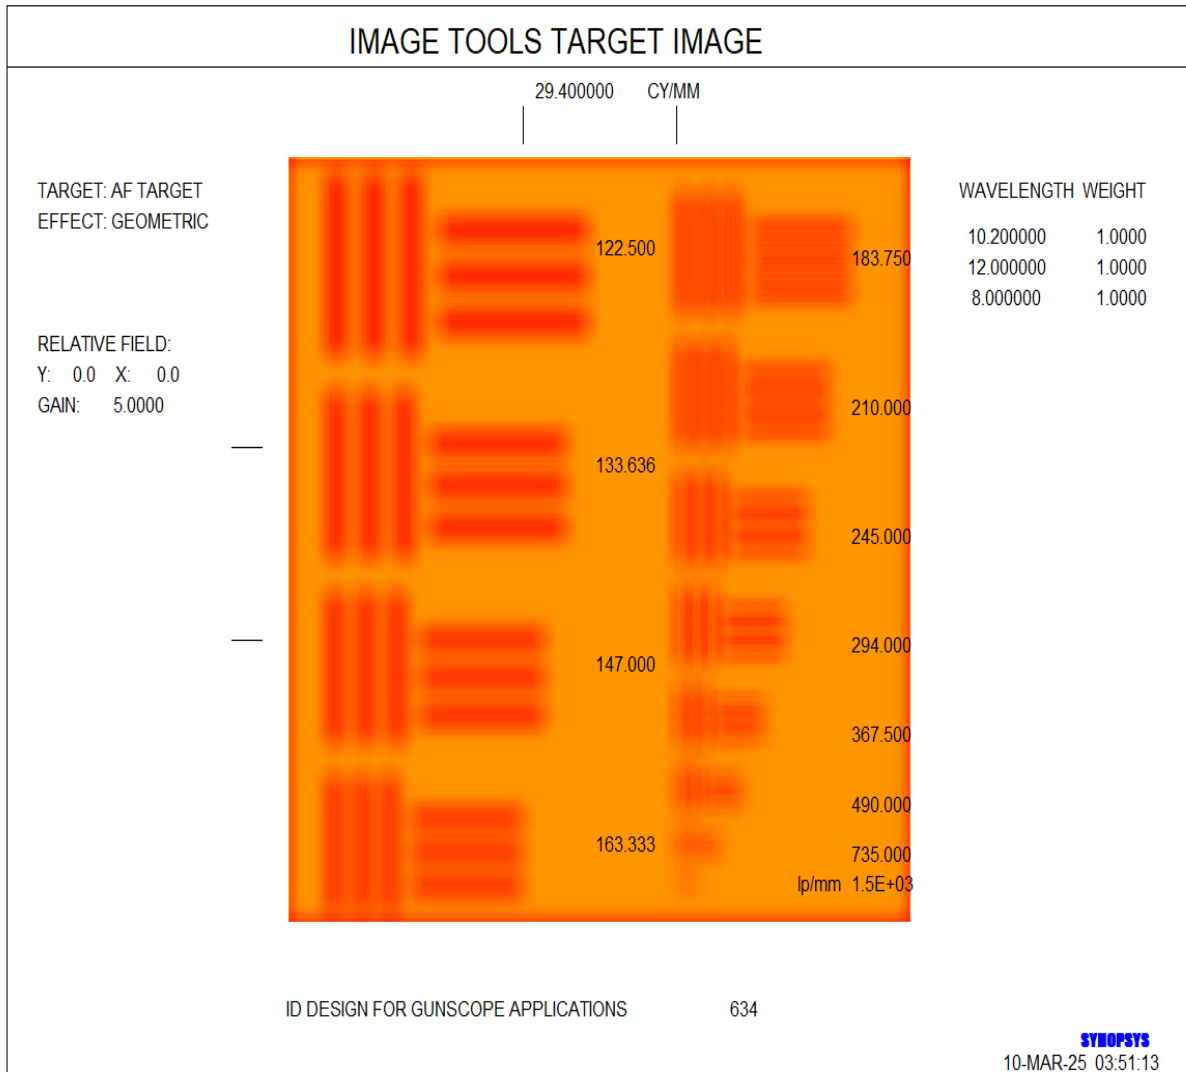 IMAGE TOOLS TARGET IMAGE
29.400000 CY/MM
TARGET: AF TARGET
EFFECT: GEOMETRIC
RELATIVE FIELD:
Y: 0.0 X: 0.0
GAIN: 5.0000
122.500
133.636
147.000
163.333
183.750
210.000
245.000
294.000
367.500
490.000
735.000
lp/mm 1.5E+03
WAVELENGTH WEIGHT
10.200000 1.0000
12.000000 1.0000
8.000000 1.0000
ID DESIGN FOR GUNSCOPE APPLICATIONS 634
SYNOPSYS
10-MAR-25 03:51:13